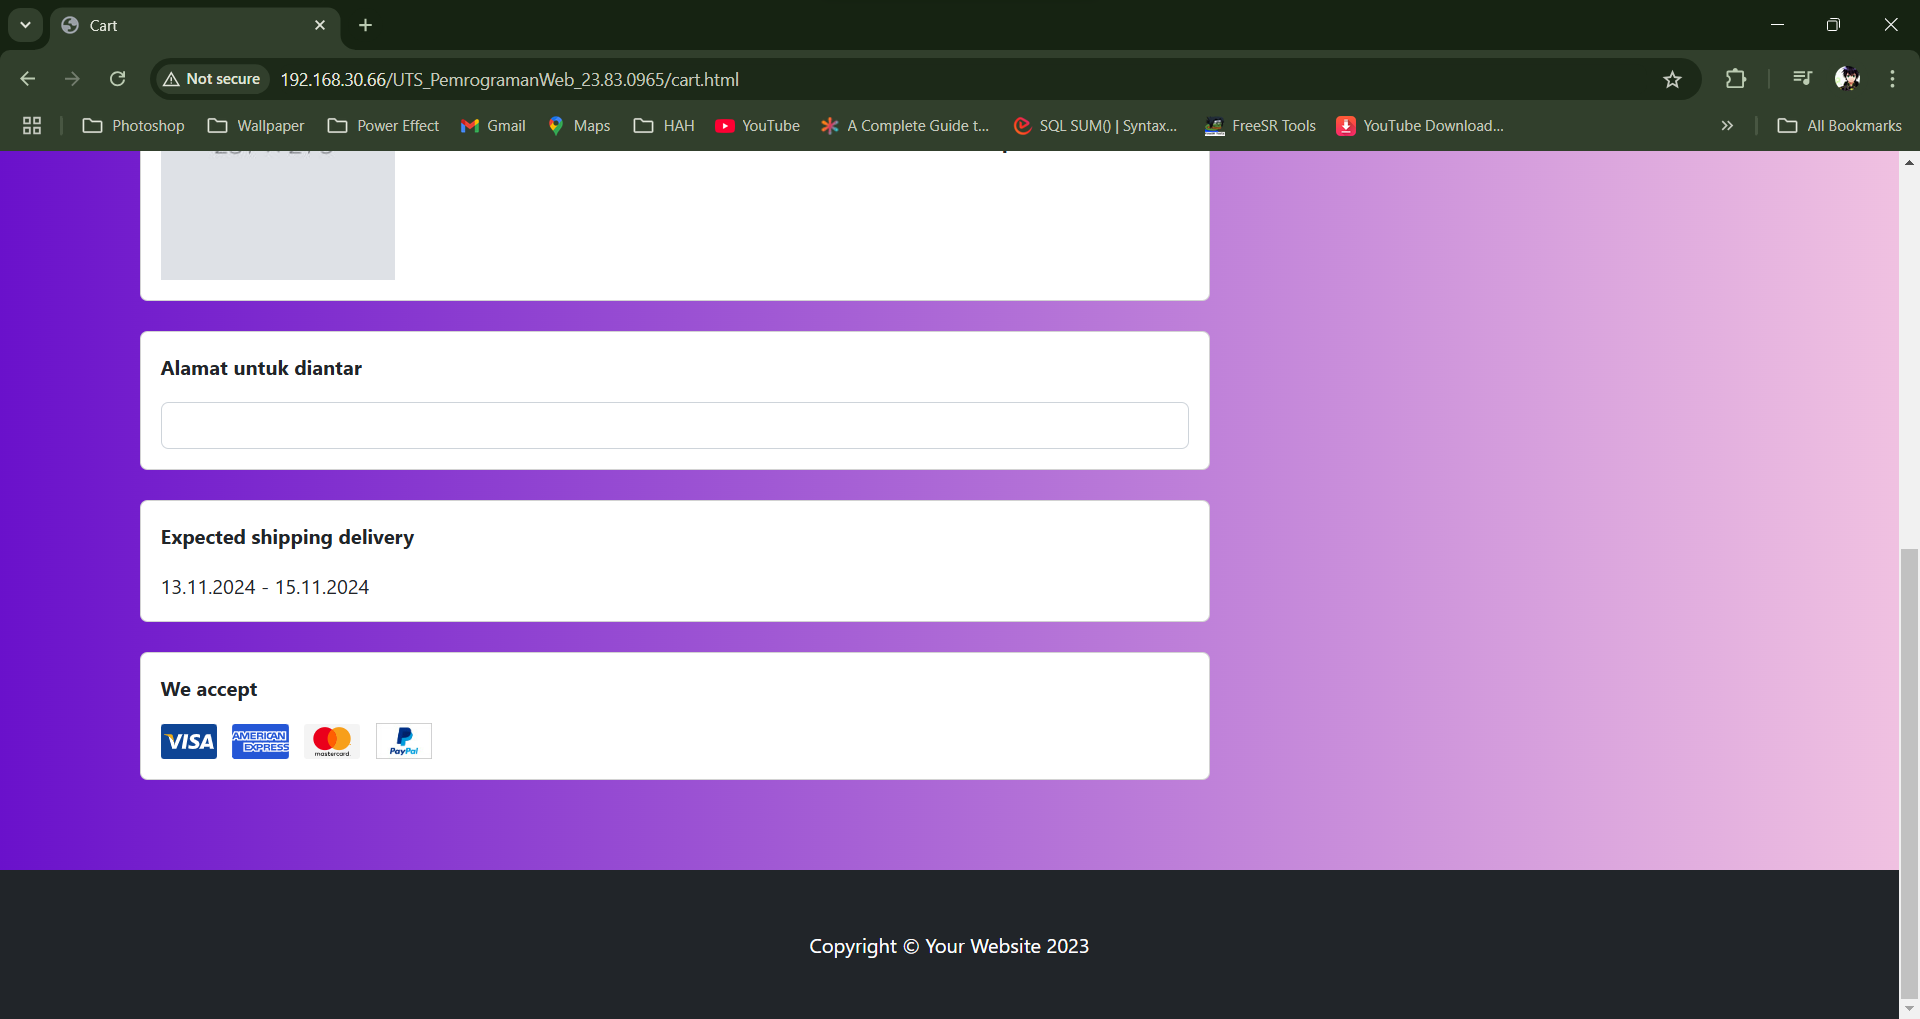 Cart
Not secure 192.168.30.66/UTS_PemrogramanWeb_23.83.0965/cart.html
Photoshop Wallpaper Power Effect Gmail Maps HAH YouTube A Complete Guide t... SQL SUM() | Syntax... FreeSR Tools YouTube Download... All Bookmarks
Alamat untuk diantar
Expected shipping delivery
13.11.2024 - 15.11.2024
We accept
VISA AMERICAN EXPRESS mastercard PayPal
Copyright © Your Website 2023